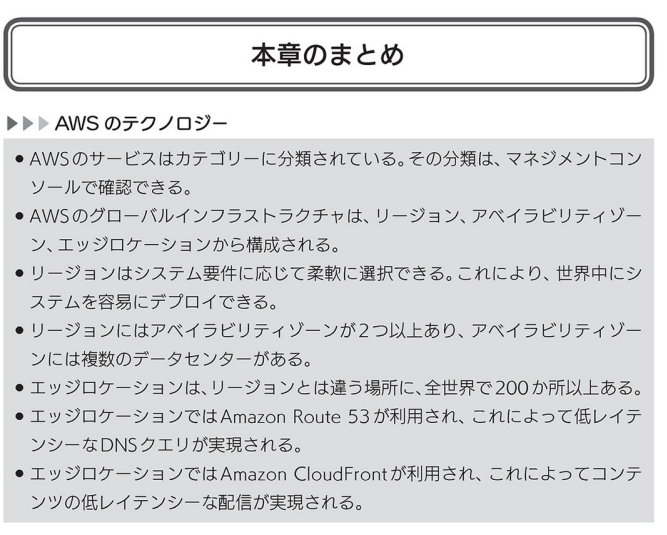 本章のまとめ
▶▶▶ AWS のテクノロジー
● AWSのサービスはカテゴリーに分類されている。その分類は、マネジメントコン
ソールで確認できる。
● AWSのグローバルインフラストラクチャは、リージョン、アベイラビリティゾー
ン、エッジロケーションから構成される。
● リージョンはシステム要件に応じて柔軟に選択できる。これにより、世界中にシ
ステムを容易にデプロイできる。
● リージョンにはアベイラビリティゾーンが2つ以上あり、アベイラビリティゾー
ンには複数のデータセンターがある。
● エッジロケーションは、リージョンとは違う場所に、全世界で200か所以上ある。
● エッジロケーションではAmazon Route 53が利用され、これによって低レイテ
ンシーなDNSクエリが実現される。
● エッジロケーションではAmazon CloudFrontが利用され、これによってコンテ
ンツの低レイテンシーな配信が実現される。